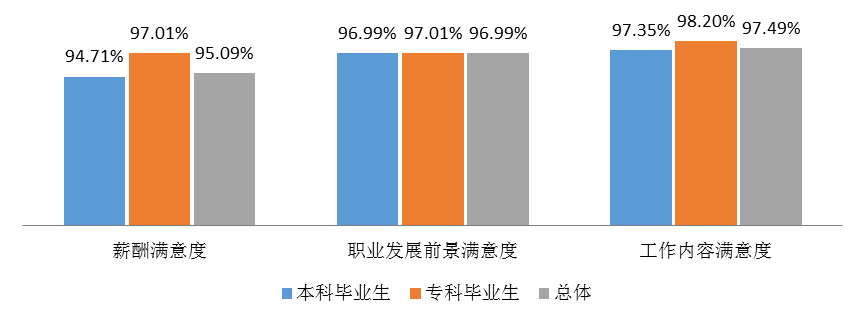 94.71%
97.01%
95.09%
96.99%
97.01%
96.99%
97.35%
98.20%
97.49%
薪酬满意度
职业发展前景满意度
工作内容满意度
本科毕业生
专科毕业生
总体